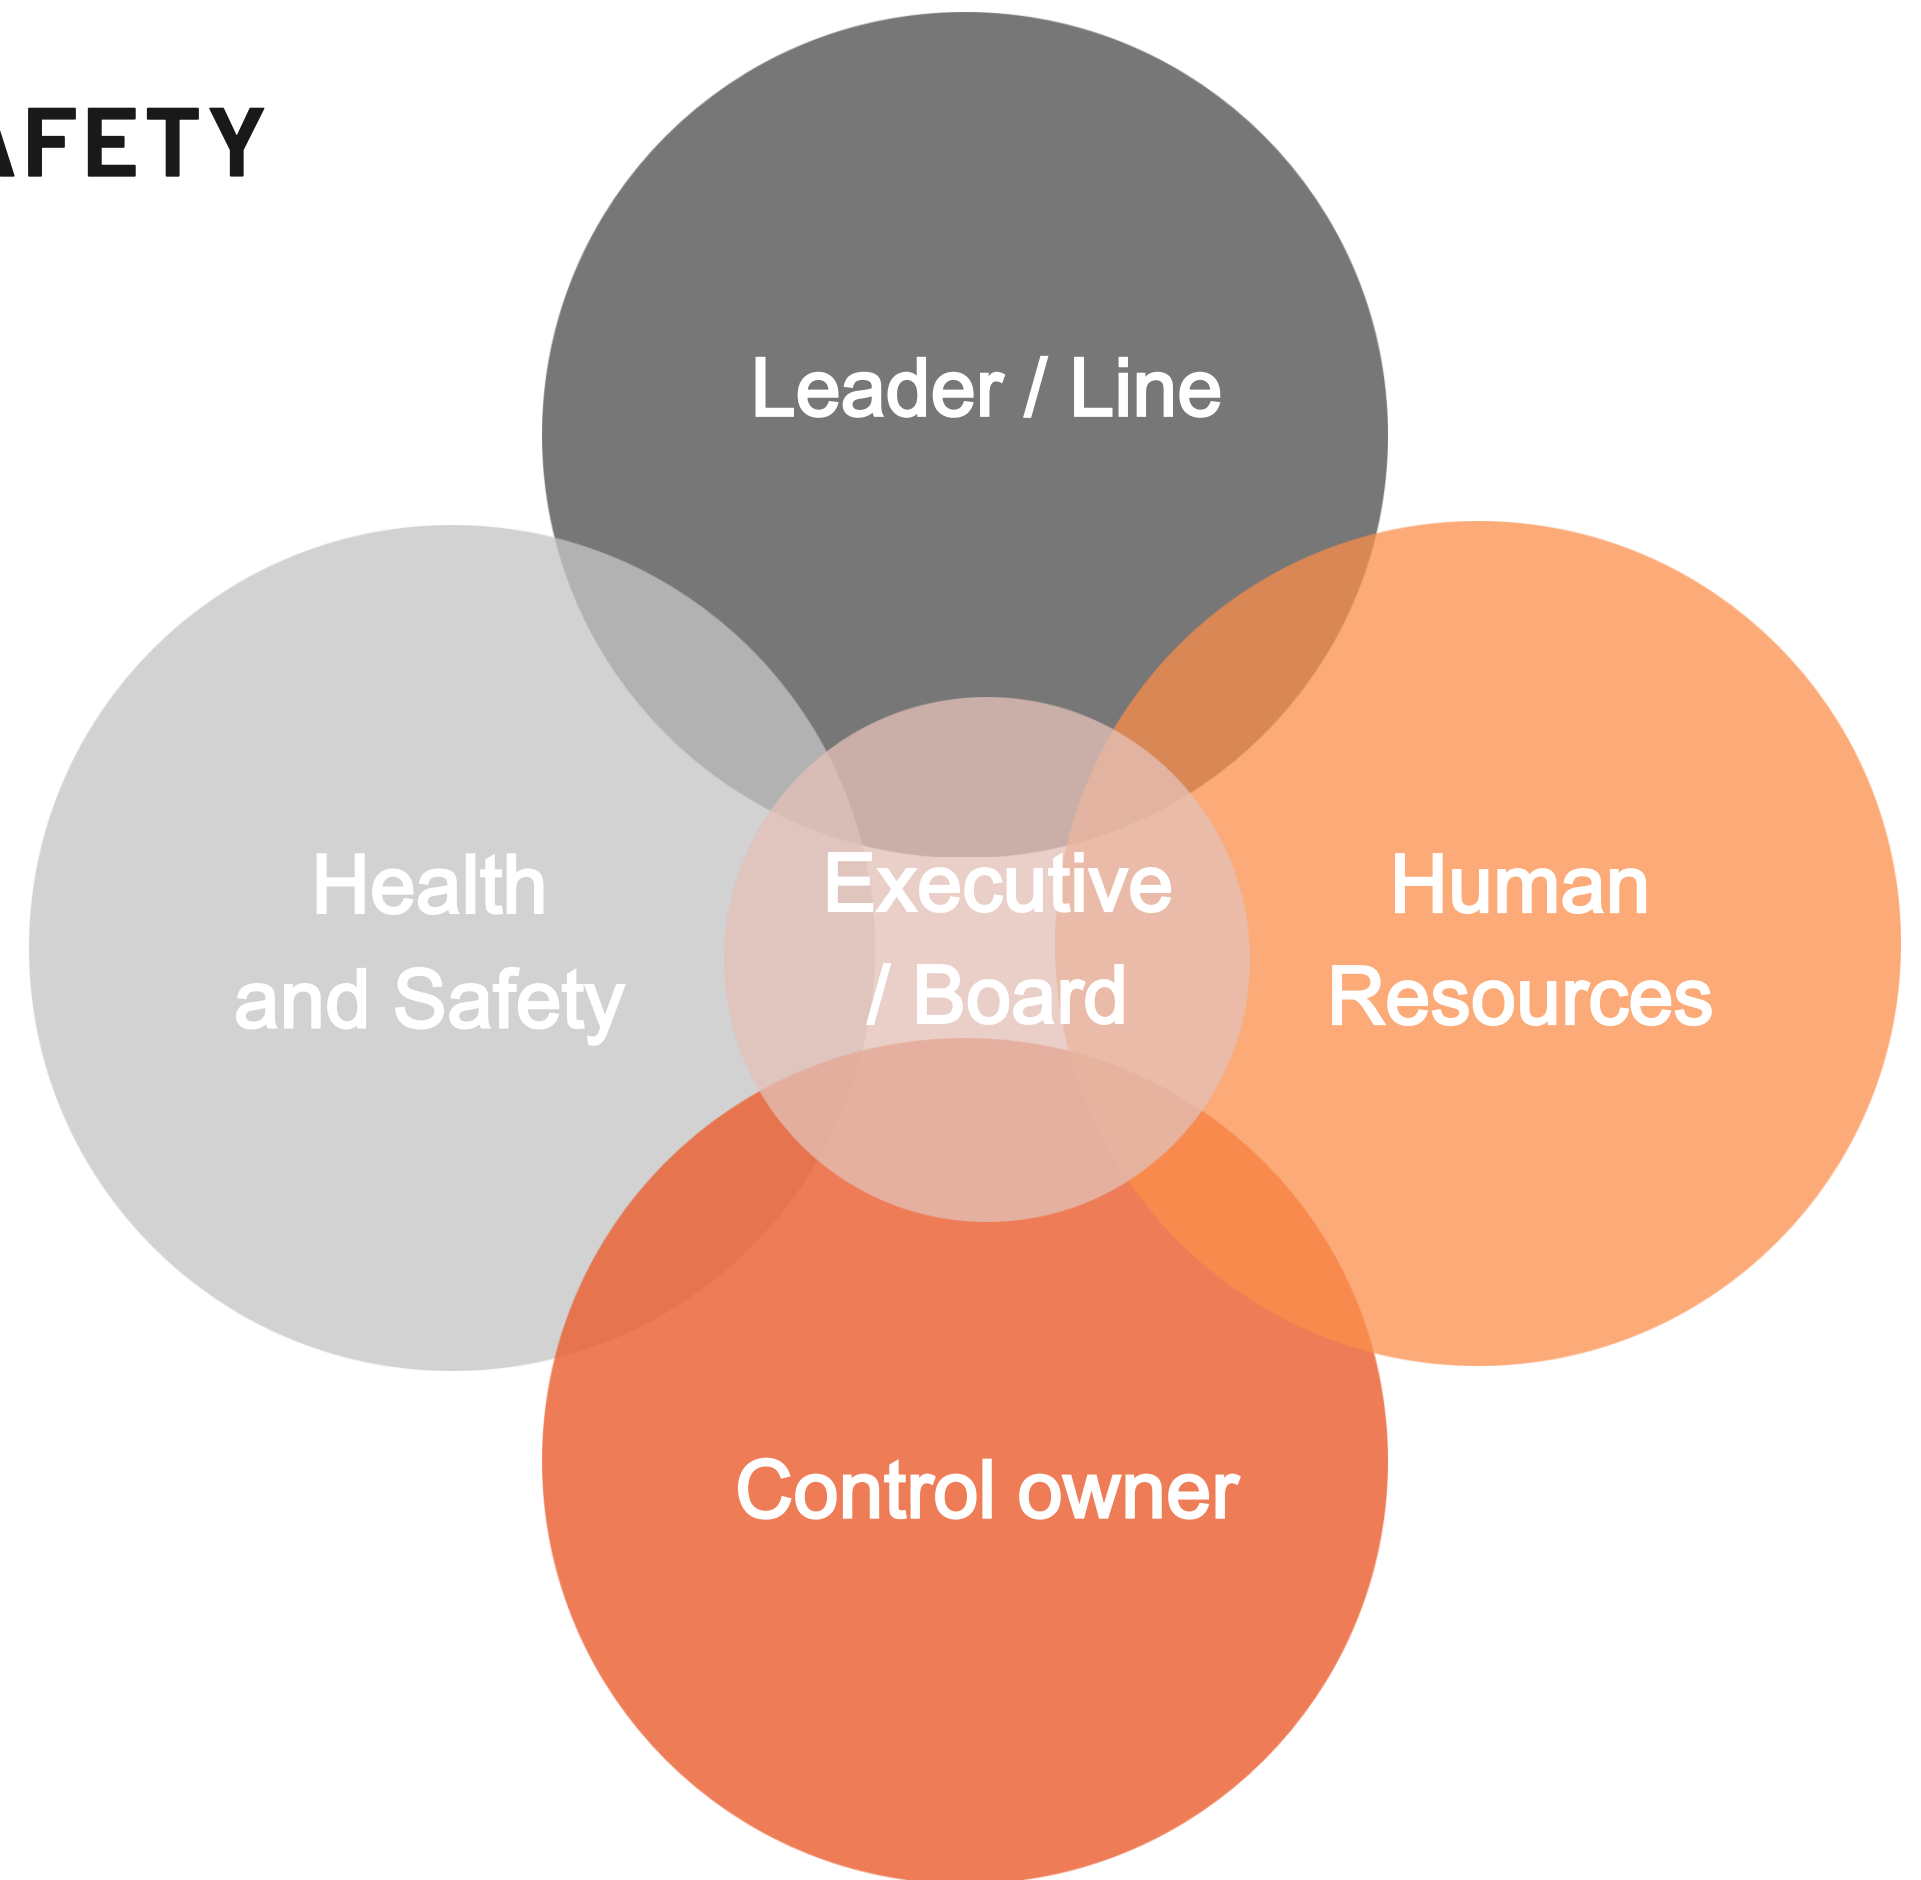 AFETY
Leader / Line
Health
and Safety
Executive
/ Board
Human
Resources
Control owner